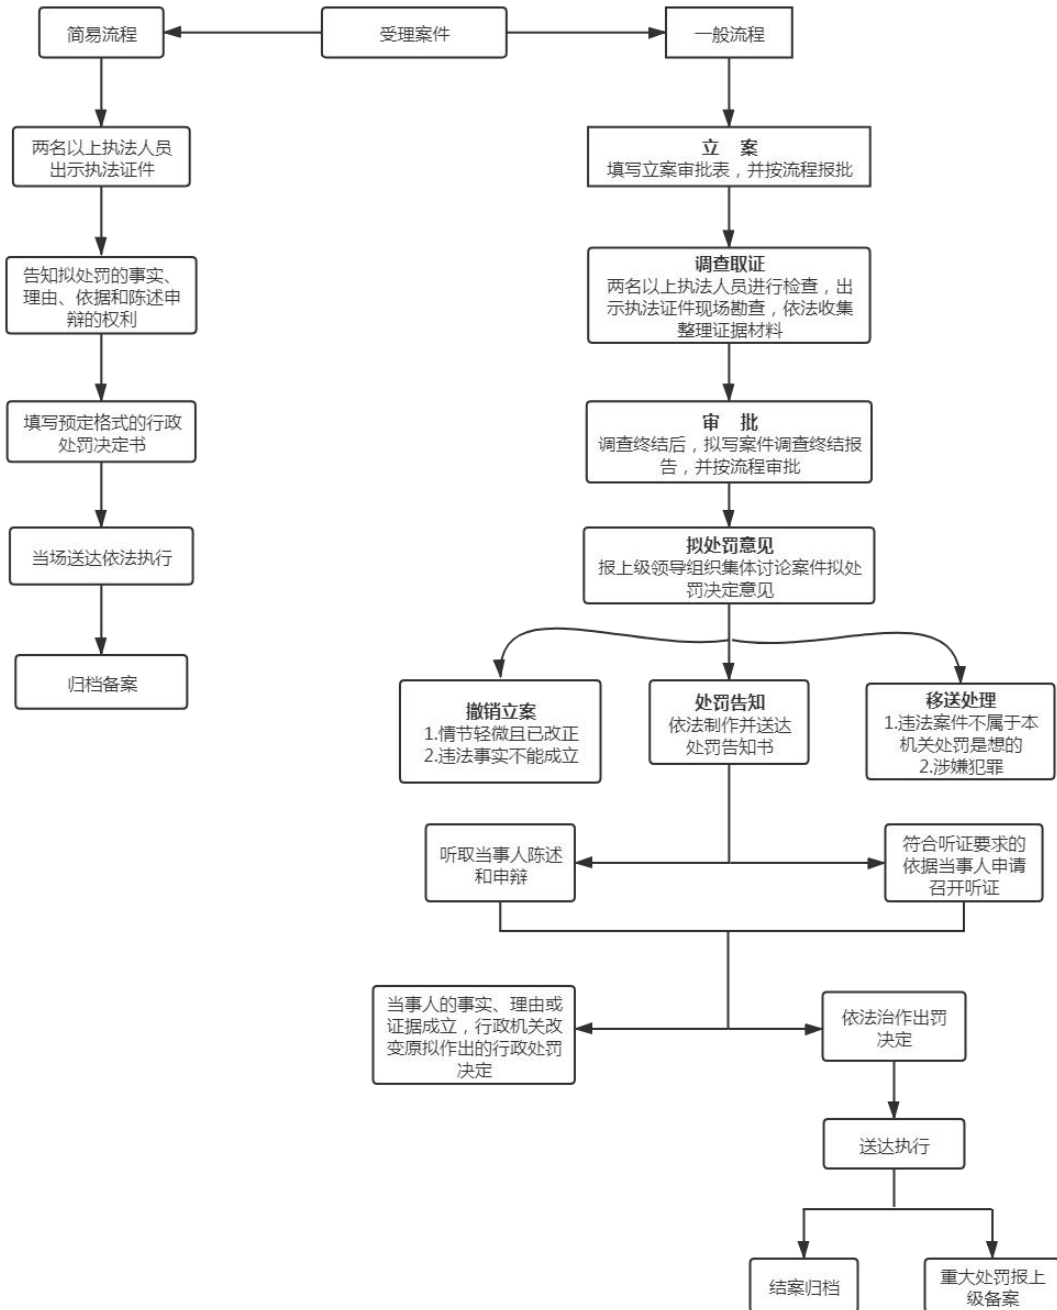 简易流程
受理案件
一般流程
两名以上执法人员
出示执法证件
告知拟处罚的事实、
理由、依据和陈述申
辩的权利
填写预定格式的行政
处罚决定书
当场送达依法执行
归档备案
立 案
填写立案审批表，并按流程报批
调查取证
两名以上执法人员进行检查，出
示执法证件现场勘查，依法收集
整理证据材料
审 批
调查终结后，拟写案件调查终结报
告，并按流程审批
拟处罚意见
报上级领导组织集体讨论案件拟处
罚决定意见
撤销立案
1.情节轻微且已改正
2.违法事实不能成立
处罚告知
依法制作并送达
处罚告知书
移送处理
1.违法案件不属于本
机关处罚是想的
2.涉嫌犯罪
听取当事人陈述
和申辩
符合听证要求的
依据当事人申请
召开听证
当事人的事实、理由或
证据成立，行政机关改
变原拟作出的行政处罚
决定
依法治作出罚
决定
送达执行
结案归档
重大处罚报上
级备案